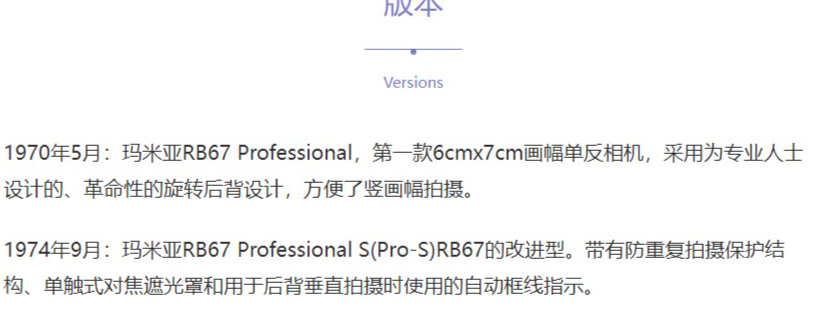 版本
Versions
1970年5月：玛米亚RB67 Professional，第一款6cmx7cm画幅单反相机，采用为专业人士
设计的、革命性的旋转后背设计，方便了竖画幅拍摄。
1974年9月：玛米亚RB67 Professional S(Pro-S)RB67的改进型。带有防重复拍摄保护结
构、单触式对焦遮光罩和用于后背垂直拍摄时使用的自动框线指示。